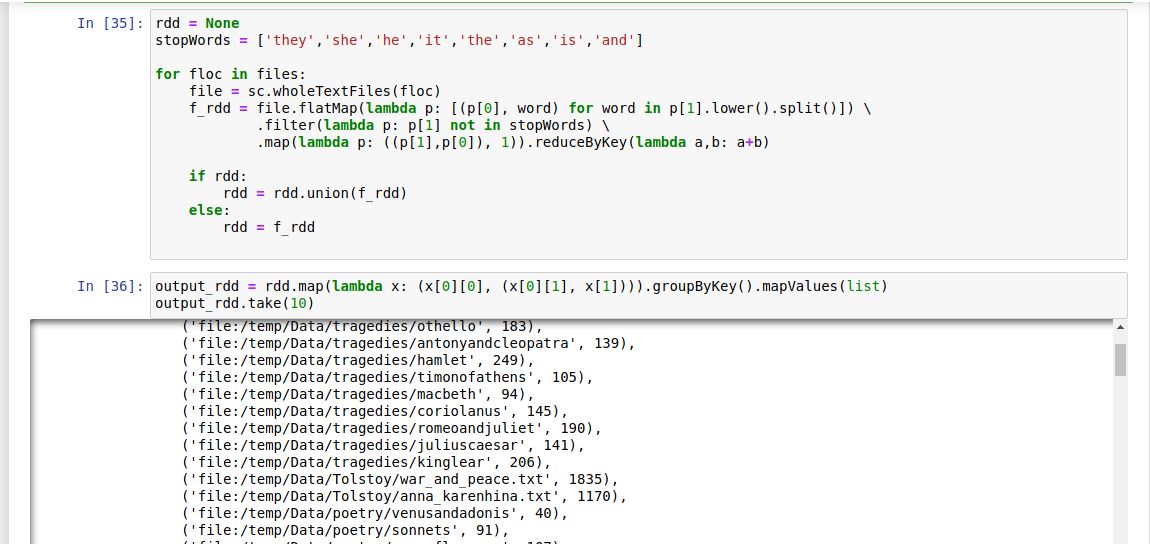 In [35]: rdd = None
stopWords = ['they','she','he','it','the','as','is','and']
for floc in files:
    file = sc.wholeTextFiles(floc)
    f_rdd = file.flatMap(lambda p: [(p[0], word) for word in p[1].lower().split()]) \
            .filter(lambda p: p[1] not in stopWords) \
            .map(lambda p: ((p[1],p[0]), 1)).reduceByKey(lambda a,b: a+b)
    if rdd:
        rdd = rdd.union(f_rdd)
    else:
        rdd = f_rdd
In [36]: output_rdd = rdd.map(lambda x: (x[0][0], (x[0][1], x[1]))).groupByKey().mapValues(list)
output_rdd.take(10)
('file:/temp/Data/tragedies/othello', 183),
('file:/temp/Data/tragedies/antonyandcleopatra', 139),
('file:/temp/Data/tragedies/hamlet', 249),
('file:/temp/Data/tragedies/timonofathens', 105),
('file:/temp/Data/tragedies/macbeth', 94),
('file:/temp/Data/tragedies/coriolanus', 145),
('file:/temp/Data/tragedies/romeoandjuliet', 190),
('file:/temp/Data/tragedies/juliuscaesar', 141),
('file:/temp/Data/tragedies/kinglear', 206),
('file:/temp/Data/Tolstoy/war_and_peace.txt', 1835),
('file:/temp/Data/Tolstoy/anna_karenhina.txt', 1170),
('file:/temp/Data/poetry/venusandadonis', 40),
('file:/temp/Data/poetry/sonnets', 91),